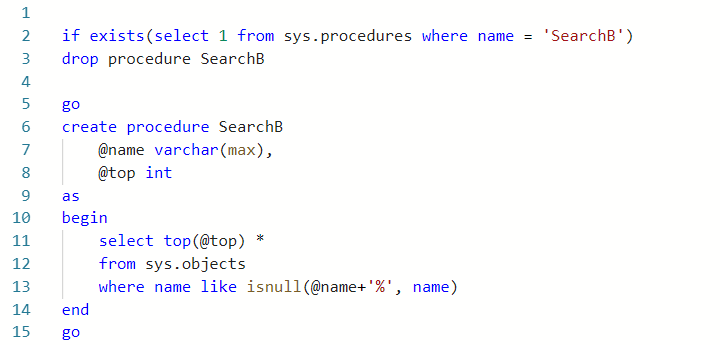 1
2 if exists(select 1 from sys.procedures where name = 'SearchB')
3 drop procedure SearchB
4
5 go
6 create procedure SearchB
7 @name varchar(max),
8 @top int
9 as
10 begin
11 select top(@top) *
12 from sys.objects
13 where name like isnull(@name+'%', name)
14 end
15 go